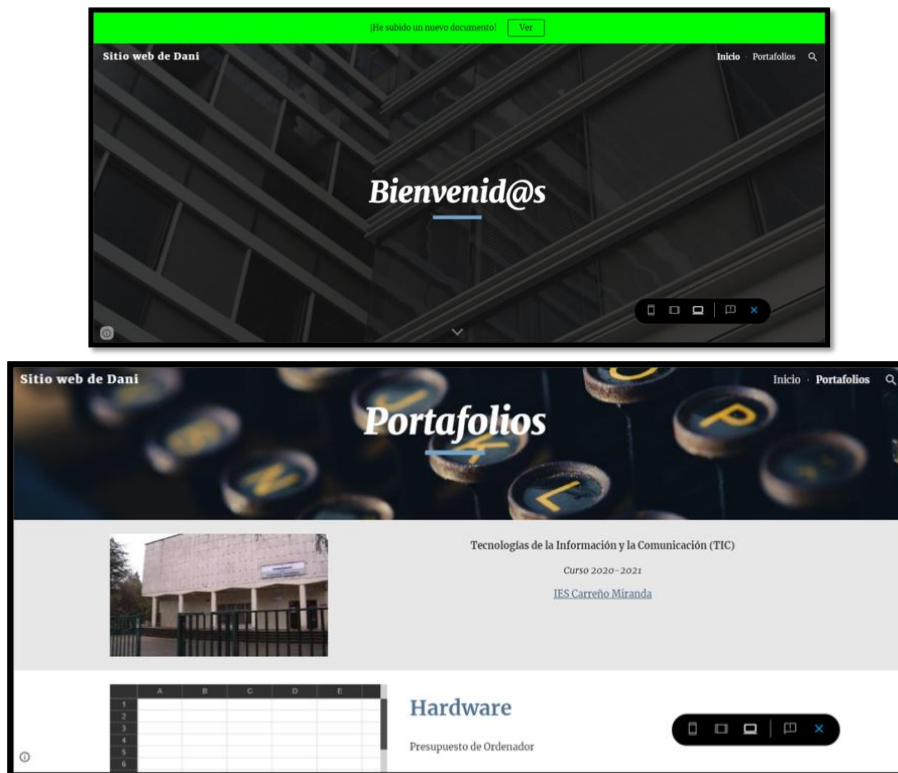 ¡He subido un nuevo documento! Ver
Sitio web de Dani
Inicio · Portafolios
Bienvenid@s
Sitio web de Dani
Inicio · Portafolios
Portafolios
J
K
P
N
L
Tecnologías de la Información y la Comunicación (TIC)
Curso 2020-2021
IES Carreño Miranda
A B C D E
1
2
3
4
5
6
Hardware
Presupuesto de Ordenador